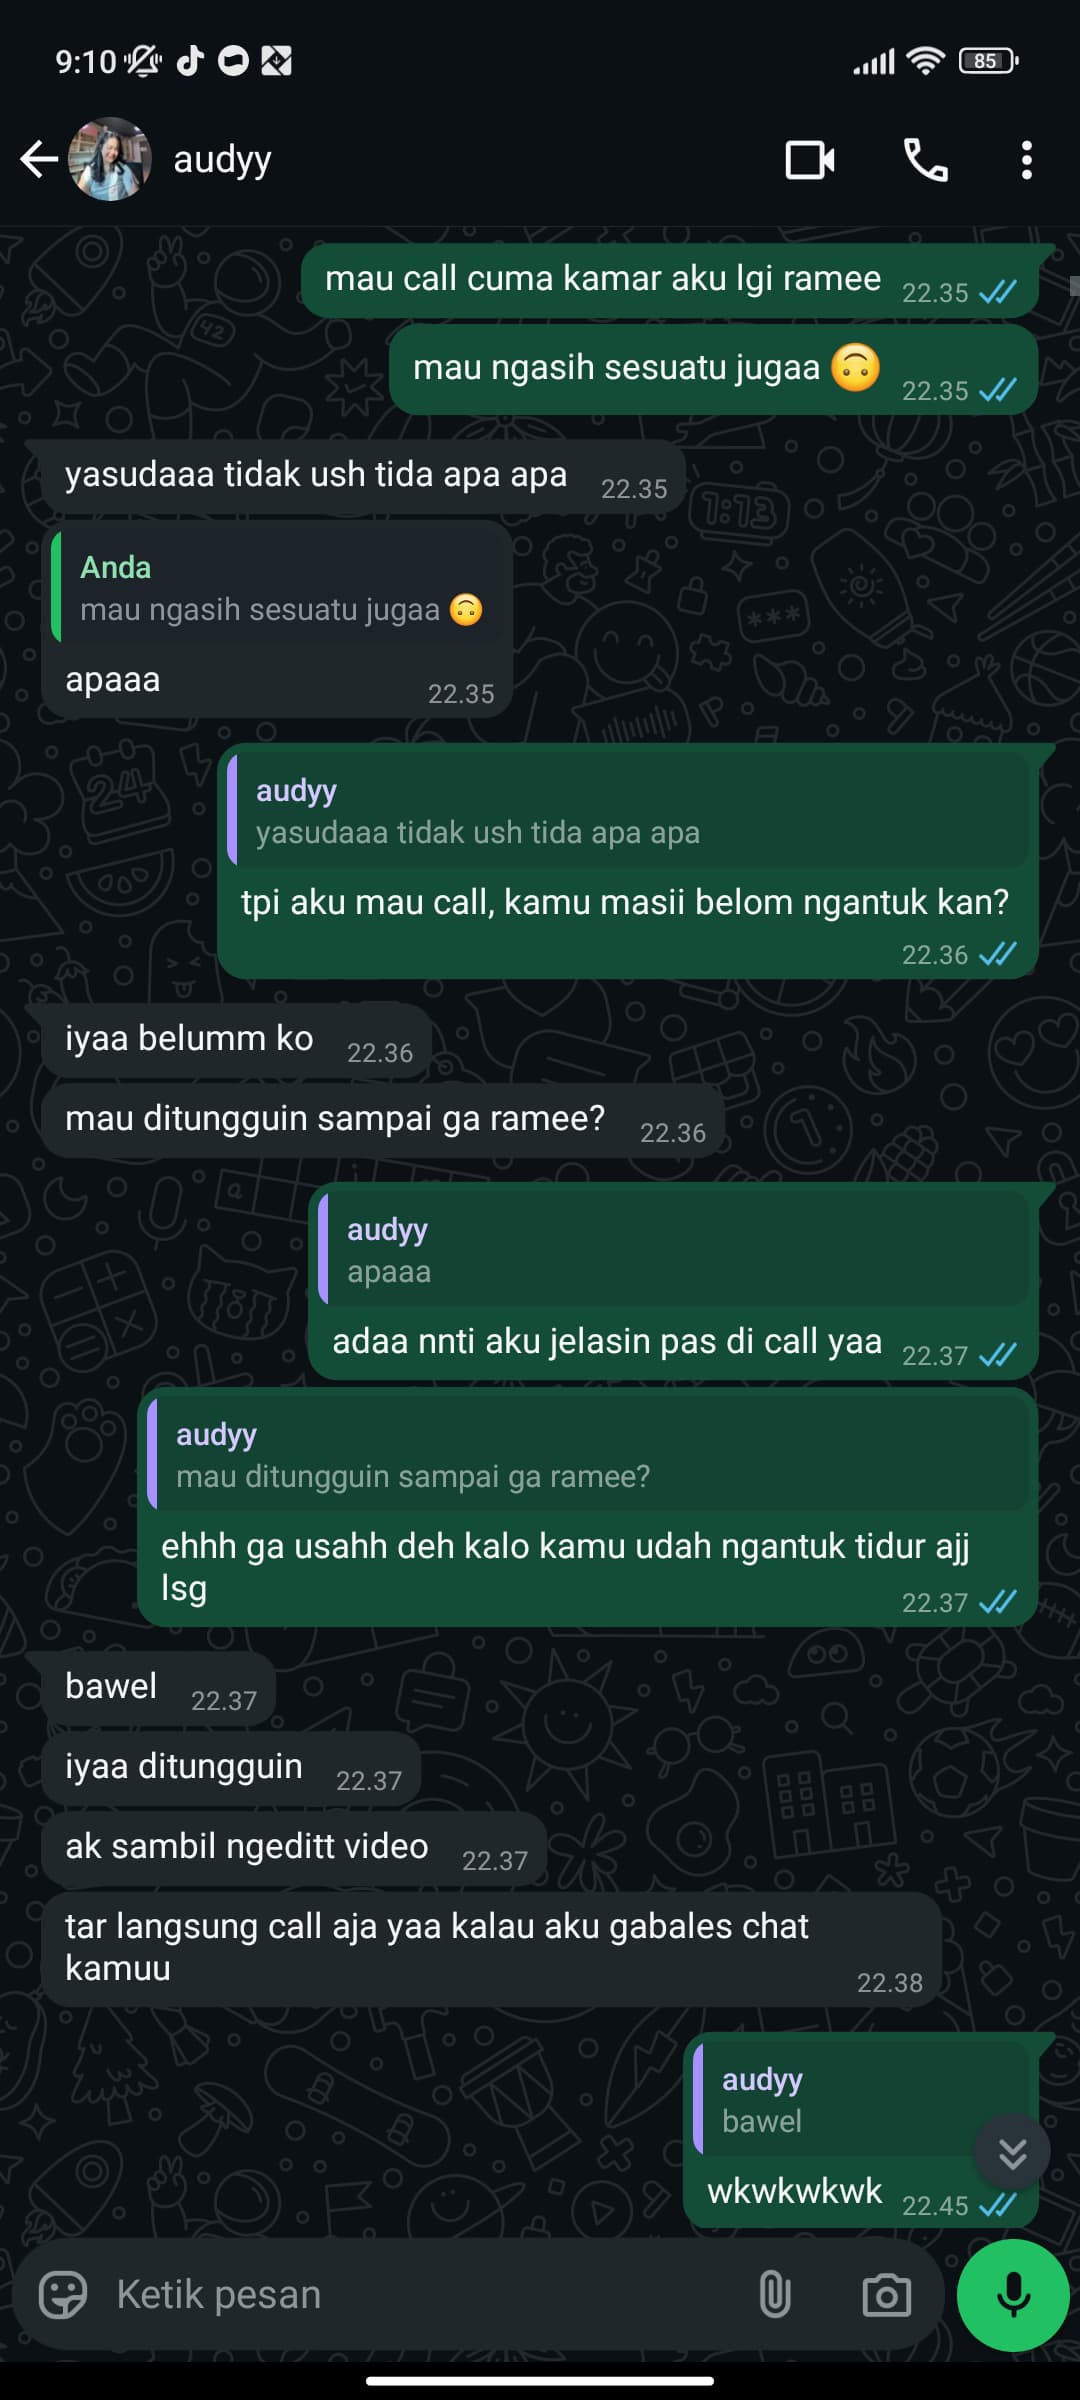 9:10
85
audyy
mau call cuma kamar aku lgi ramee 22.35
mau ngasih sesuatu jugaa 🙃 22.35
yasudaaa tidak ush tida apa apa 22.35
Anda
mau ngasih sesuatu jugaa 🙃
apaaa 22.35
audyy
yasudaaa tidak ush tida apa apa
tpi aku mau call, kamu masii belom ngantuk kan?
22.36
iyaa belumm ko 22.36
mau ditungguin sampai ga ramee? 22.36
audyy
apaaa
adaa nnti aku jelasin pas di call yaa 22.37
audyy
mau ditungguin sampai ga ramee?
ehhh ga usahh deh kalo kamu udah ngantuk tidur ajj
lsg 22.37
bawel 22.37
iyaa ditungguin 22.37
ak sambil ngeditt video 22.37
tar langsung call aja yaa kalau aku gabales chat
kamuu 22.38
audyy
bawel
wkwkwkwk 22.45
Ketik pesan